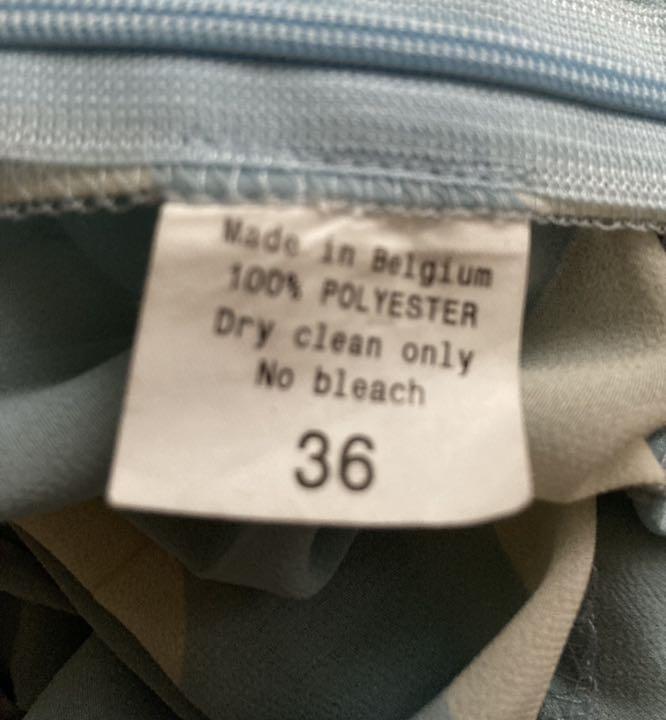 Made in Belgium
100% POLYESTER
Dry clean only
No bleach
36